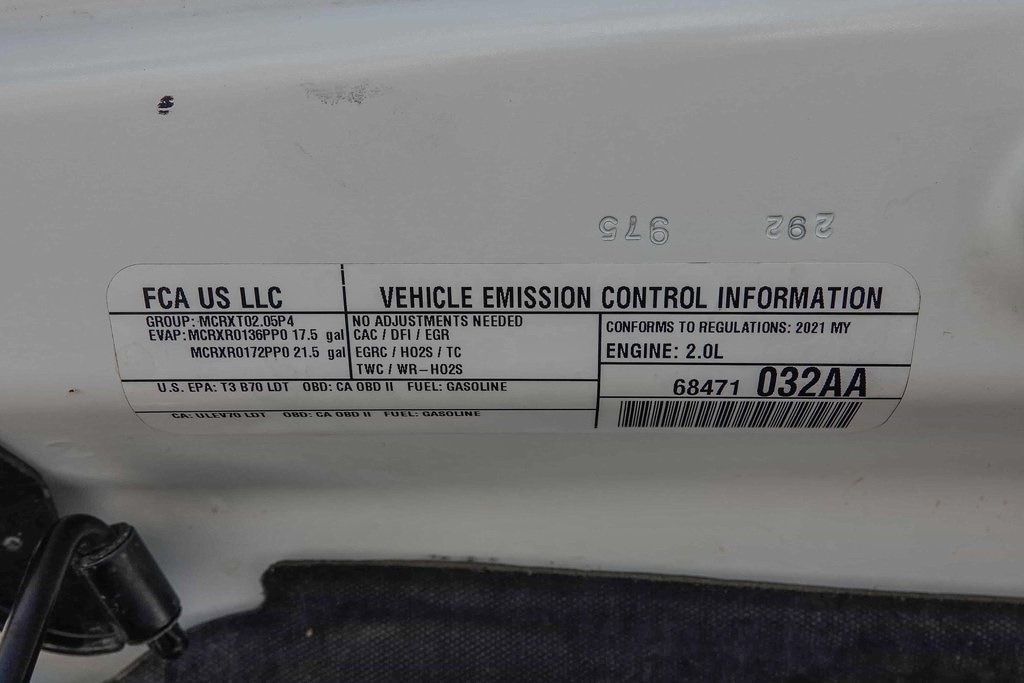 975 292
FCA US LLC
VEHICLE EMISSION CONTROL INFORMATION
GROUP: MCRXT02.05P4
EVAP: MCRXR0136PP0 17.5 gal
MCRXR0172PP0 21.5 gal
NO ADJUSTMENTS NEEDED
CAC / DFI / EGR
EGRC / HO2S / TC
TWC / WR-HO2S
CONFORMS TO REGULATIONS: 2021 MY
ENGINE: 2.0L
U.S. EPA: T3 B70 LDT OBD: CA OBD II FUEL: GASOLINE
CA: ULEV70 LDT OBD: CA OBD II FUEL: GASOLINE
68471 032AA